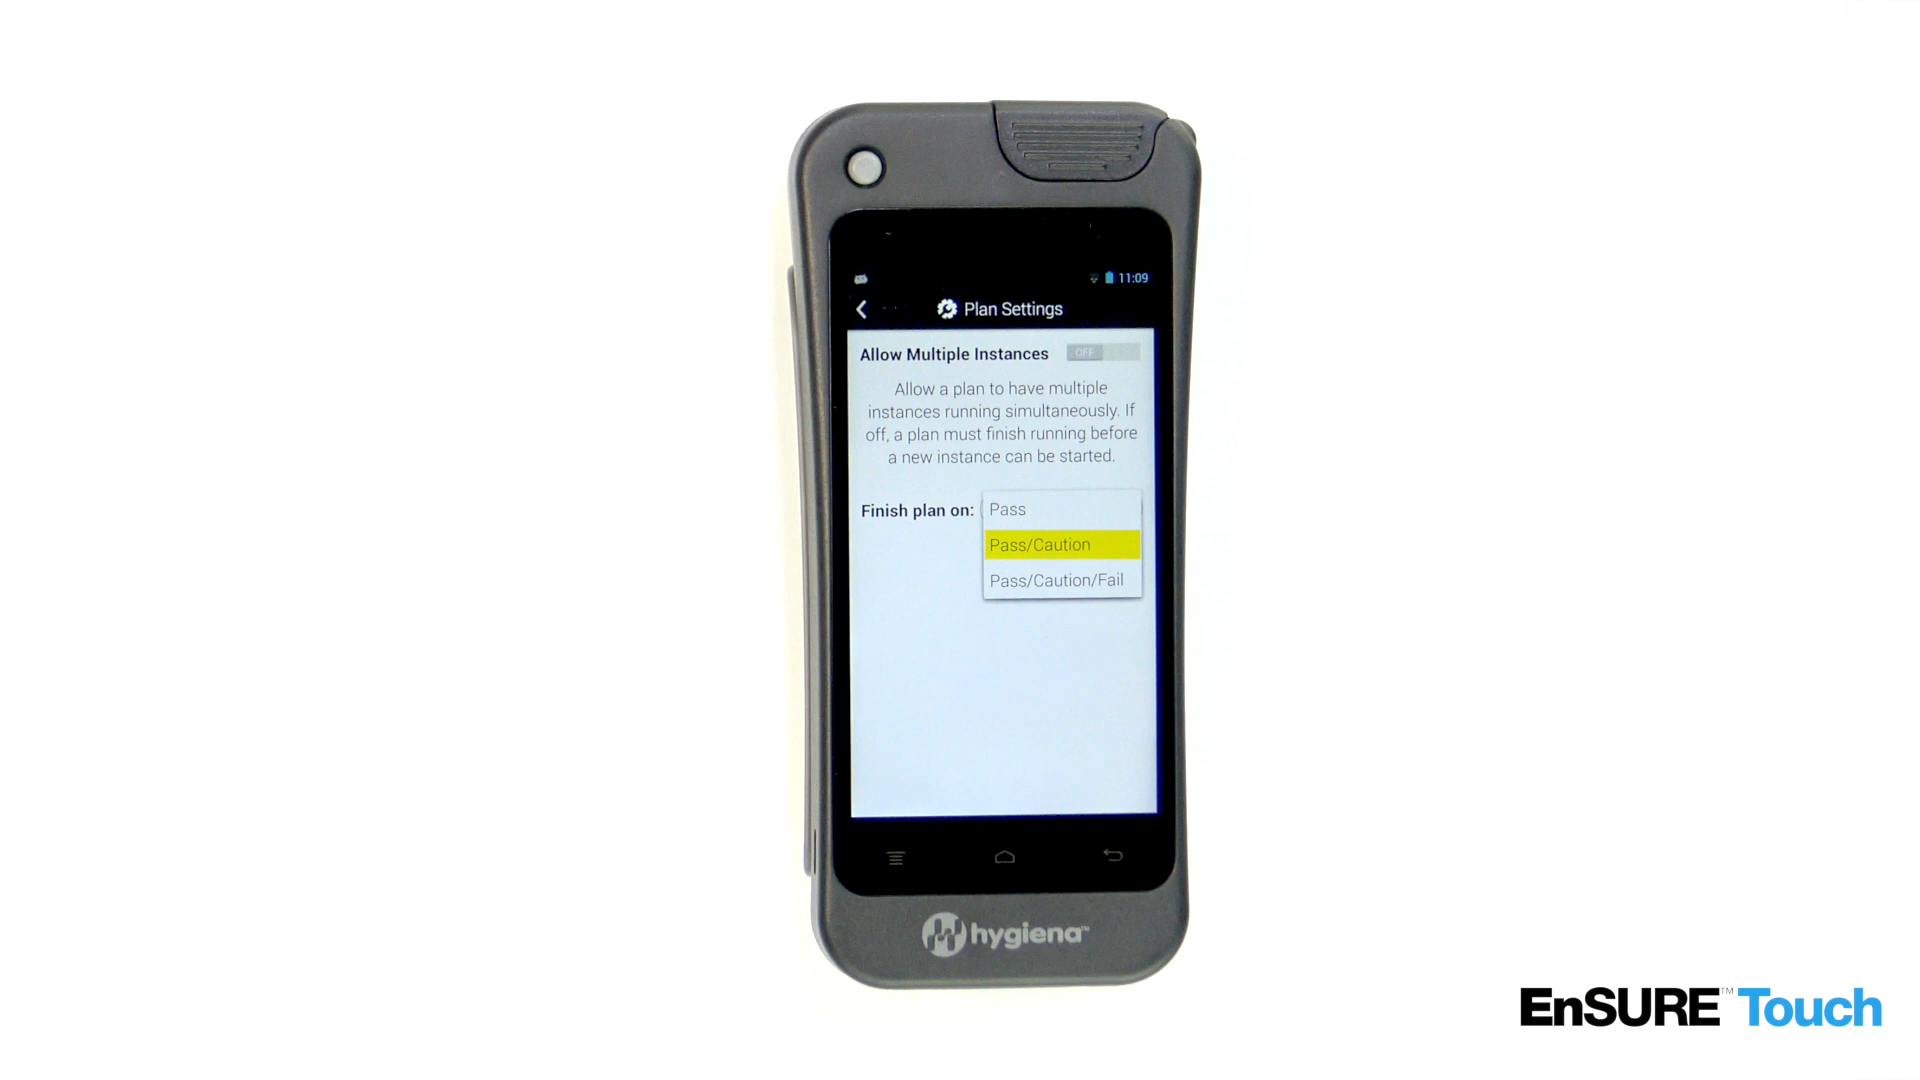 11:09
Plan Settings
Allow Multiple Instances OFF
Allow a plan to have multiple
instances running simultaneously. If
off, a plan must finish running before
a new instance can be started.
Finish plan on: Pass
Pass/Caution
Pass/Caution/Fail
hygiena™
EnSURE™ Touch